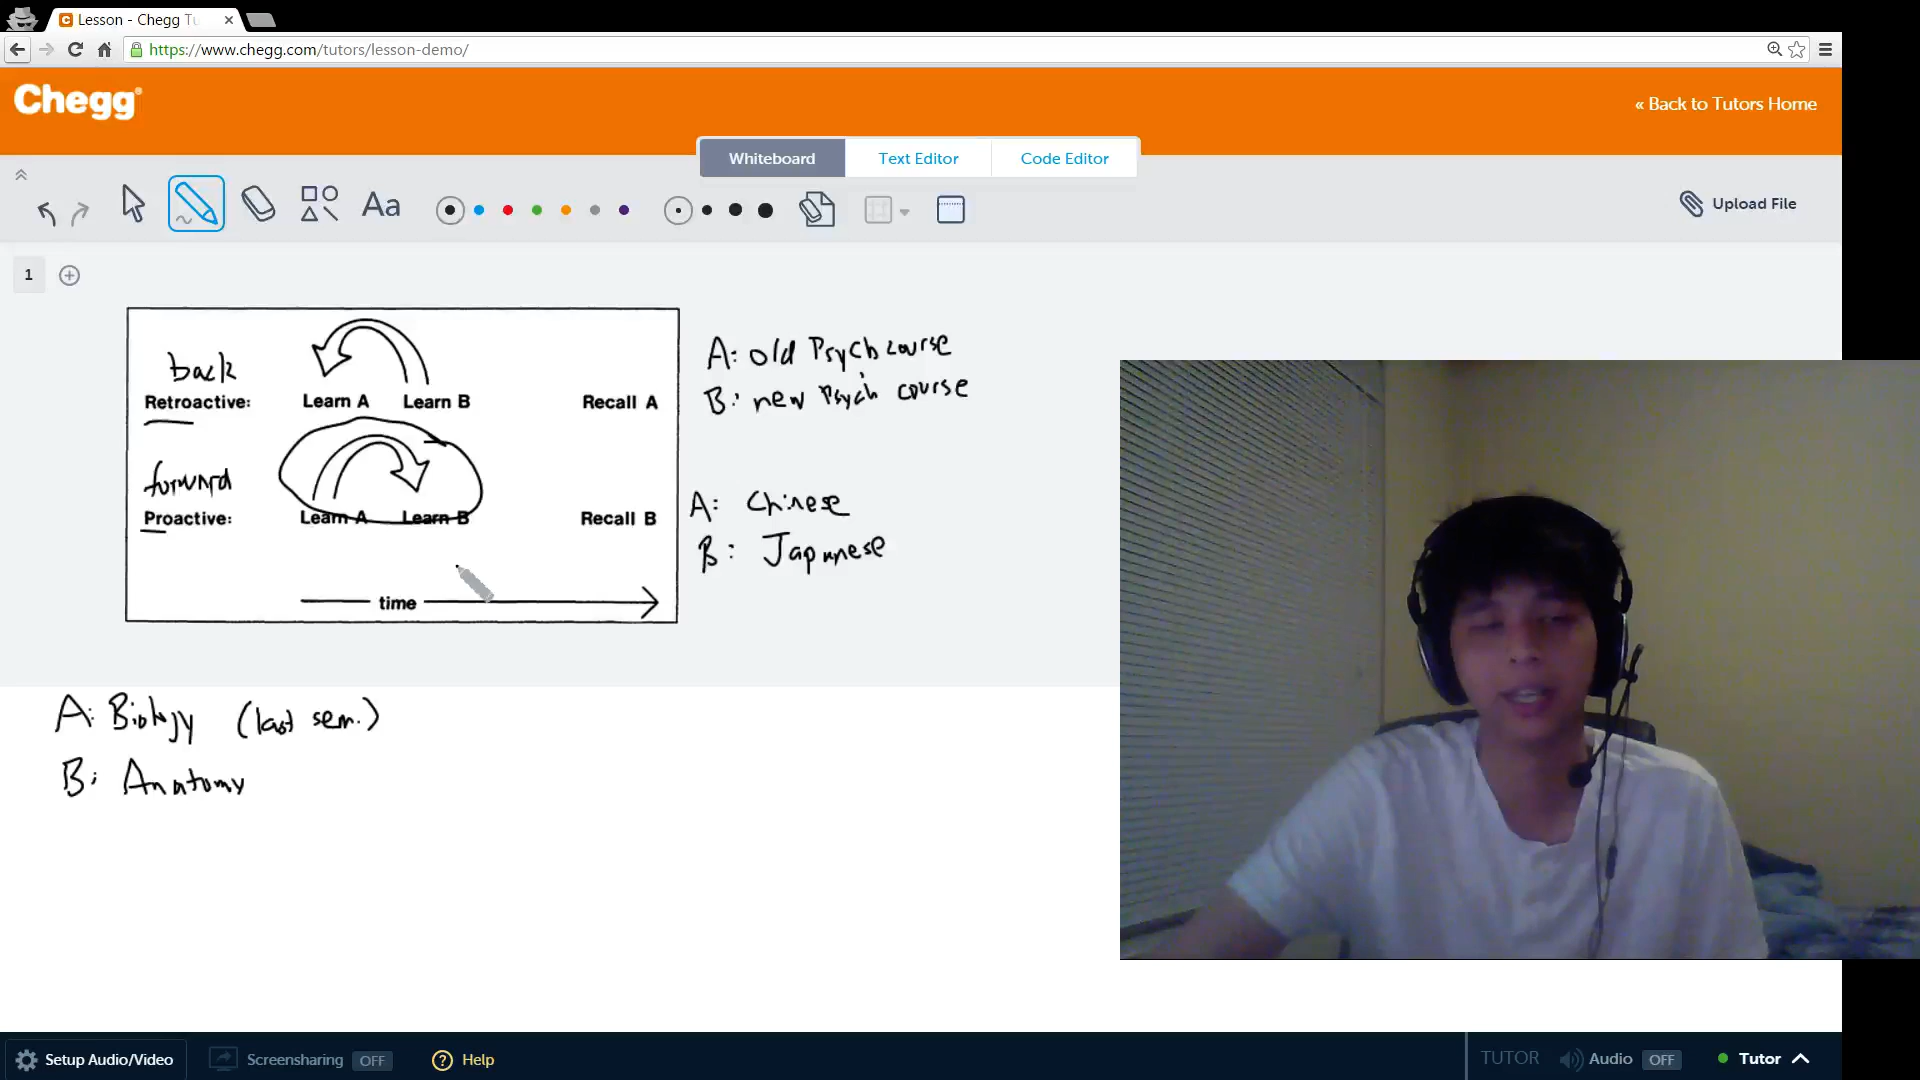 Lesson - Chegg Tu
https://www.chegg.com/tutors/lesson-demo/
Chegg
« Back to Tutors Home
Whiteboard Text Editor Code Editor
Aa
Upload File
1
back
Retroactive: Learn A Learn B Recall A
forward
Proactive: Learn A Learn B Recall B
time
A: old Psych course
B: new Psych course
A: Chinese
B: Japanese
A: Biology (last sem.)
B: Anatomy
Setup Audio/Video
Screensharing OFF
? Help
TUTOR
Audio OFF
Tutor